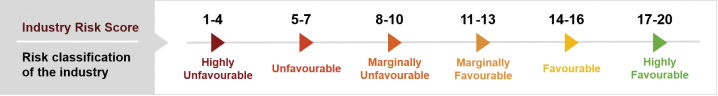 Industry Risk Score
1-4
5-7
8-10
11-13
14-16
17-20
Risk classification
of the industry
Highly
Unfavourable
Unfavourable
Marginally
Unfavourable
Marginally
Favourable
Favourable
Highly
Favourable